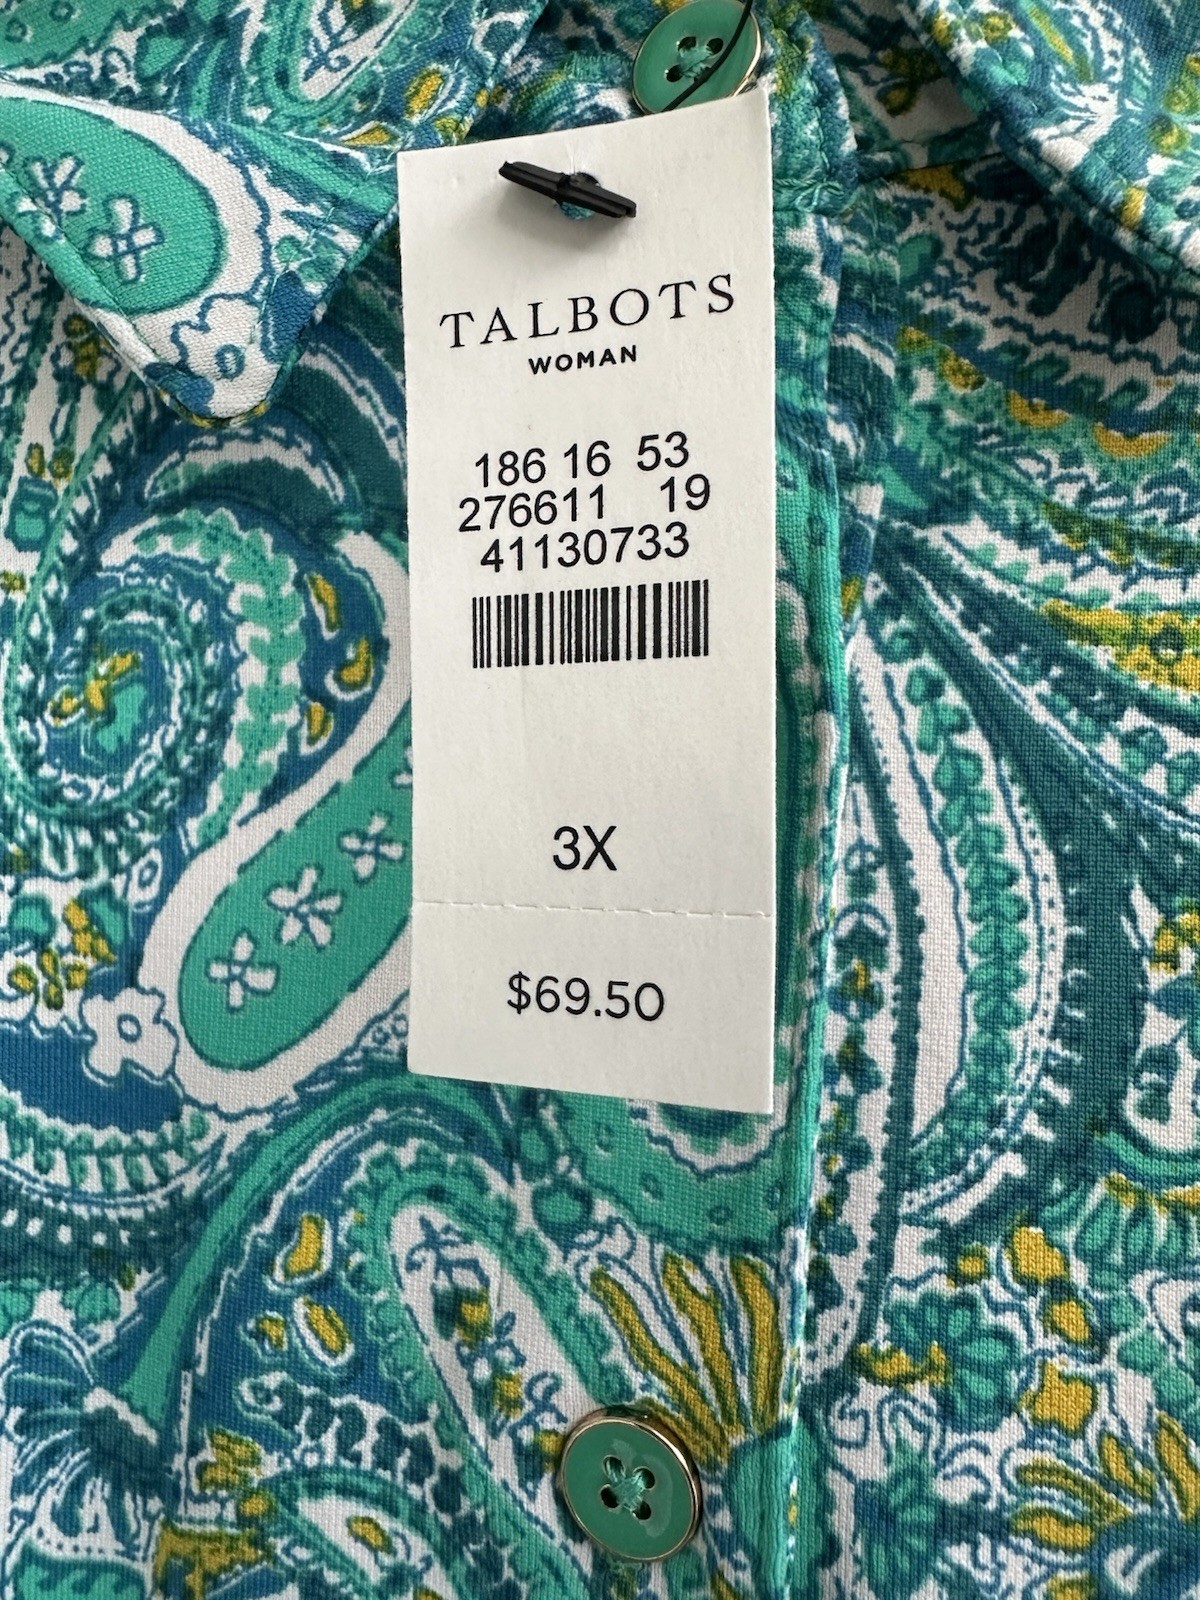 TALBOTS
WOMAN
186 16 53
276611 19
41130733
3X
$69.50